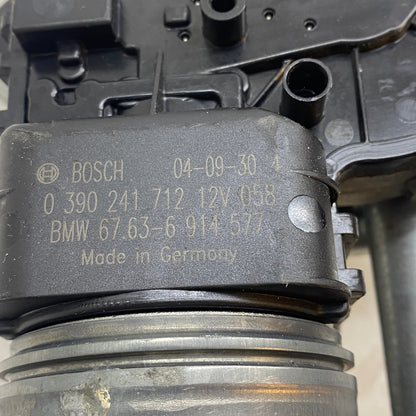 BOSCH 04-09-30 4
0 390 241 712 12V 058
BMW 67.63-6 914 577
Made in Germany